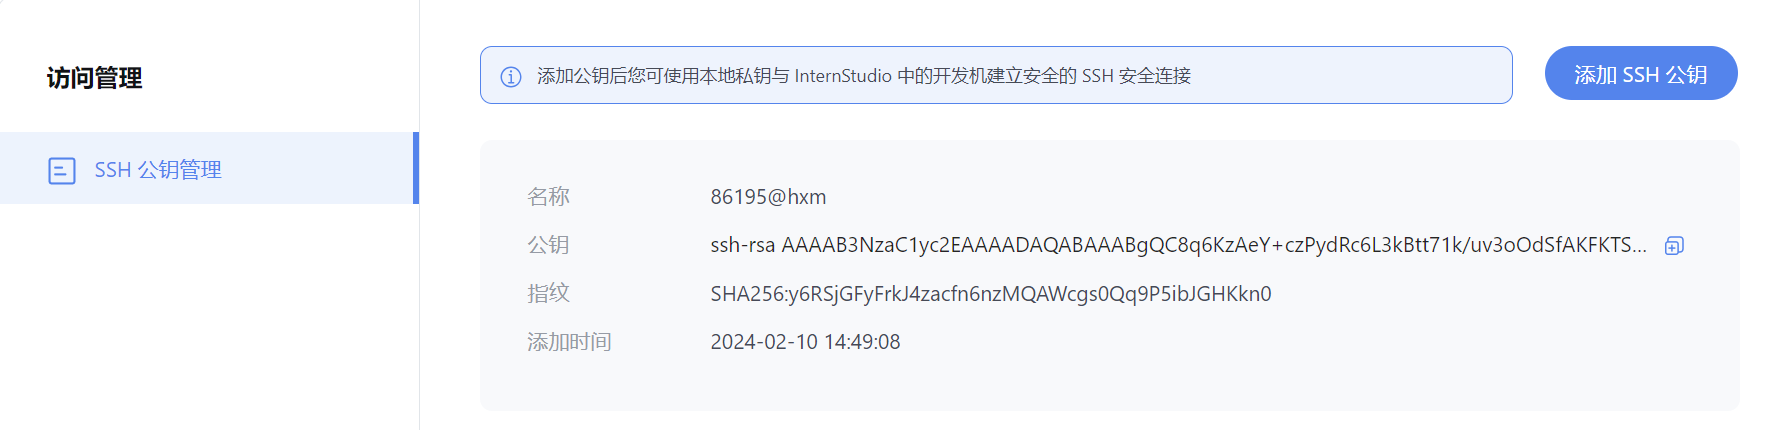 访问管理
SSH 公钥管理
添加公钥后您可使用本地私钥与 InternStudio 中的开发机建立安全的 SSH 安全连接
添加 SSH 公钥
名称 86195@hxm
公钥 ssh-rsa AAAAB3NzaC1yc2EAAAADAQABAAABgQC8q6KzAeY+czPydRc6L3kBtt71k/uv3oOdSfAKFKTS...
指纹 SHA256:y6RSjGFyFrkJ4zacfn6nzMQAWcgs0Qq9P5ibJGHKkn0
添加时间 2024-02-10 14:49:08